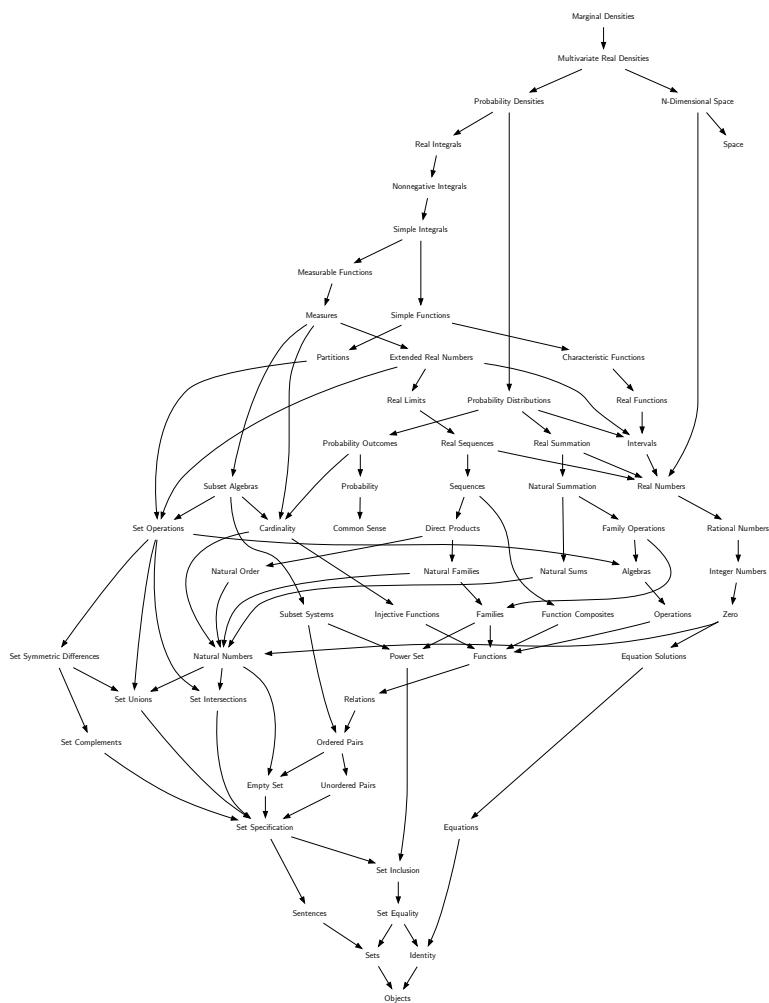 Marginal Densities
Multivariate Real Densities
Probability Densities
N-Dimensional Space
Real Integrals
Space
Nonnegative Integrals
Simple Integrals
Measurable Functions
Measures
Simple Functions
Partitions
Extended Real Numbers
Characteristic Functions
Real Limits
Probability Distributions
Real Functions
Probability Outcomes
Real Sequences
Real Summation
Intervals
Subset Algebras
Probability
Sequences
Natural Summation
Real Numbers
Set Operations
Cardinality
Common Sense
Direct Products
Family Operations
Rational Numbers
Natural Order
Natural Families
Natural Sums
Algebras
Integer Numbers
Subset Systems
Injective Functions
Families
Function Composites
Operations
Zero
Set Symmetric Differences
Natural Numbers
Power Set
Functions
Equation Solutions
Set Unions
Set Intersections
Relations
Set Complements
Ordered Pairs
Empty Set
Unordered Pairs
Set Specification
Equations
Set Inclusion
Sentences
Set Equality
Sets
Identity
Objects